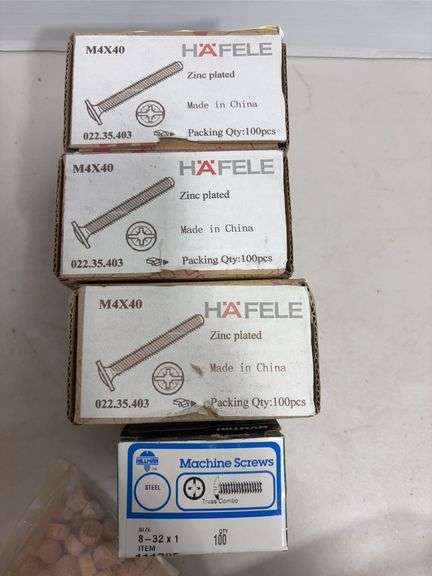 M4X40 HÄFELE
Zinc plated
Made in China
022.35.403 Packing Qty:100pcs
M4X40 HÄFELE
Zinc plated
Made in China
022.35.403 Packing Qty:100pcs
M4X40 HÄFELE
Zinc plated
Made in China
022.35.403 Packing Qty:100pcs
HILLMAN
HILLMAN
Machine Screws
STEEL
Truss Combo
SIZE QTY
8-32 x 1 100
ITEM